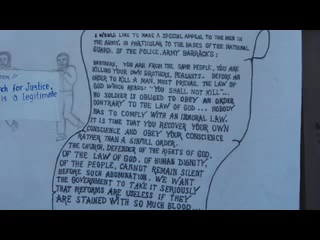 I WOULD LIKE TO MAKE A SPECIAL APPEAL TO THE MEN IN
THE ARMY, IN PARTICULAR TO THE BASES OF THE NATIONAL
GUARD, OF THE POLICE, ARMY BARRACK'S:
BROTHERS, YOU ARE FROM THE SAME PEOPLE, YOU ARE
KILLING YOUR OWN BROTHERS, PEASANTS. BEFORE AN
ORDER TO KILL A MAN, MUST PREVAIL THE LAW OF
GOD WHICH READS: "YOU SHALL NOT KILL"...
NO SOLDIER IS OBLIGED TO OBEY AN ORDER
CONTRARY TO THE LAW OF GOD... NOBODY
HAS TO COMPLY WITH AN IMMORAL LAW.
IT IS TIME THAT YOU RECOVER YOUR OWN
CONSCIENCE AND OBEY YOUR CONSCIENCE
RATHER THAN A SINFULL ORDER.
THE CHURCH, DEFENDER OF THE RIGHTS OF GOD,
OF THE LAW OF GOD, OF HUMAN DIGNITY,
OF THE PEOPLE, CANNOT REMAIN SILENT
BEFORE SUCH ABOMINATION. WE WANT
THE GOVERNMENT TO TAKE IT SERIOUSLY
THAT REFORMS ARE USELESS IF THEY
ARE STAINED WITH SO MUCH BLOOD...
ch for Justice,
is a legitimate